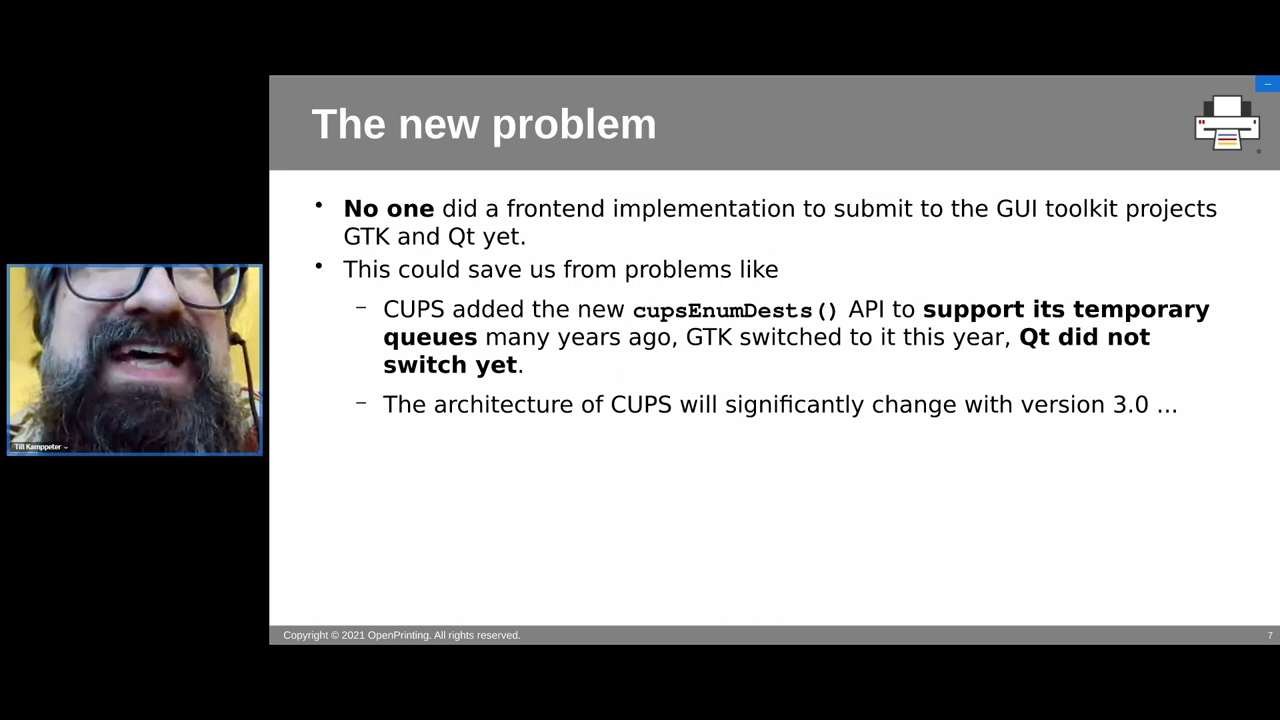 The new problem
• No one did a frontend implementation to submit to the GUI toolkit projects
GTK and Qt yet.
• This could save us from problems like
– CUPS added the new cupsEnumDests() API to support its temporary
queues many years ago, GTK switched to it this year, Qt did not
switch yet.
– The architecture of CUPS will significantly change with version 3.0 ...
Till Kamppeter
Copyright © 2021 OpenPrinting. All rights reserved.
7